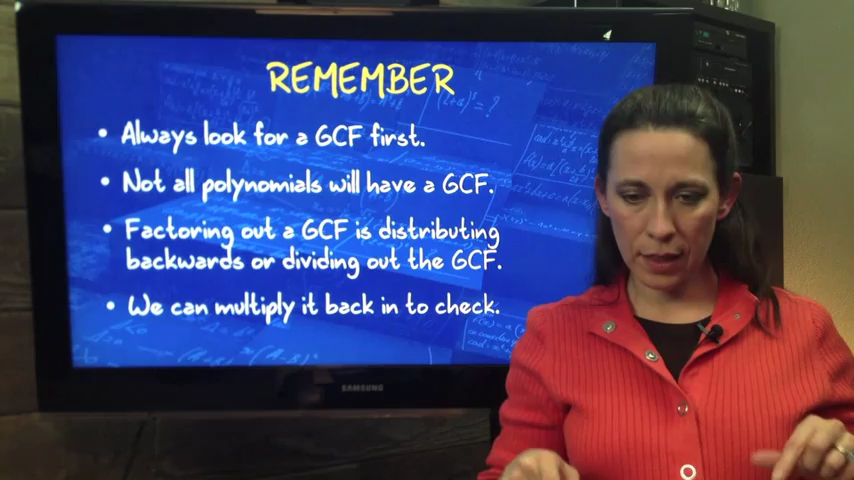 REMEMBER
• Always look for a GCF first.
• Not all polynomials will have a GCF.
• Factoring out a GCF is distributing
backwards or dividing out the GCF.
• We can multiply it back in to check.
SAMSUNG